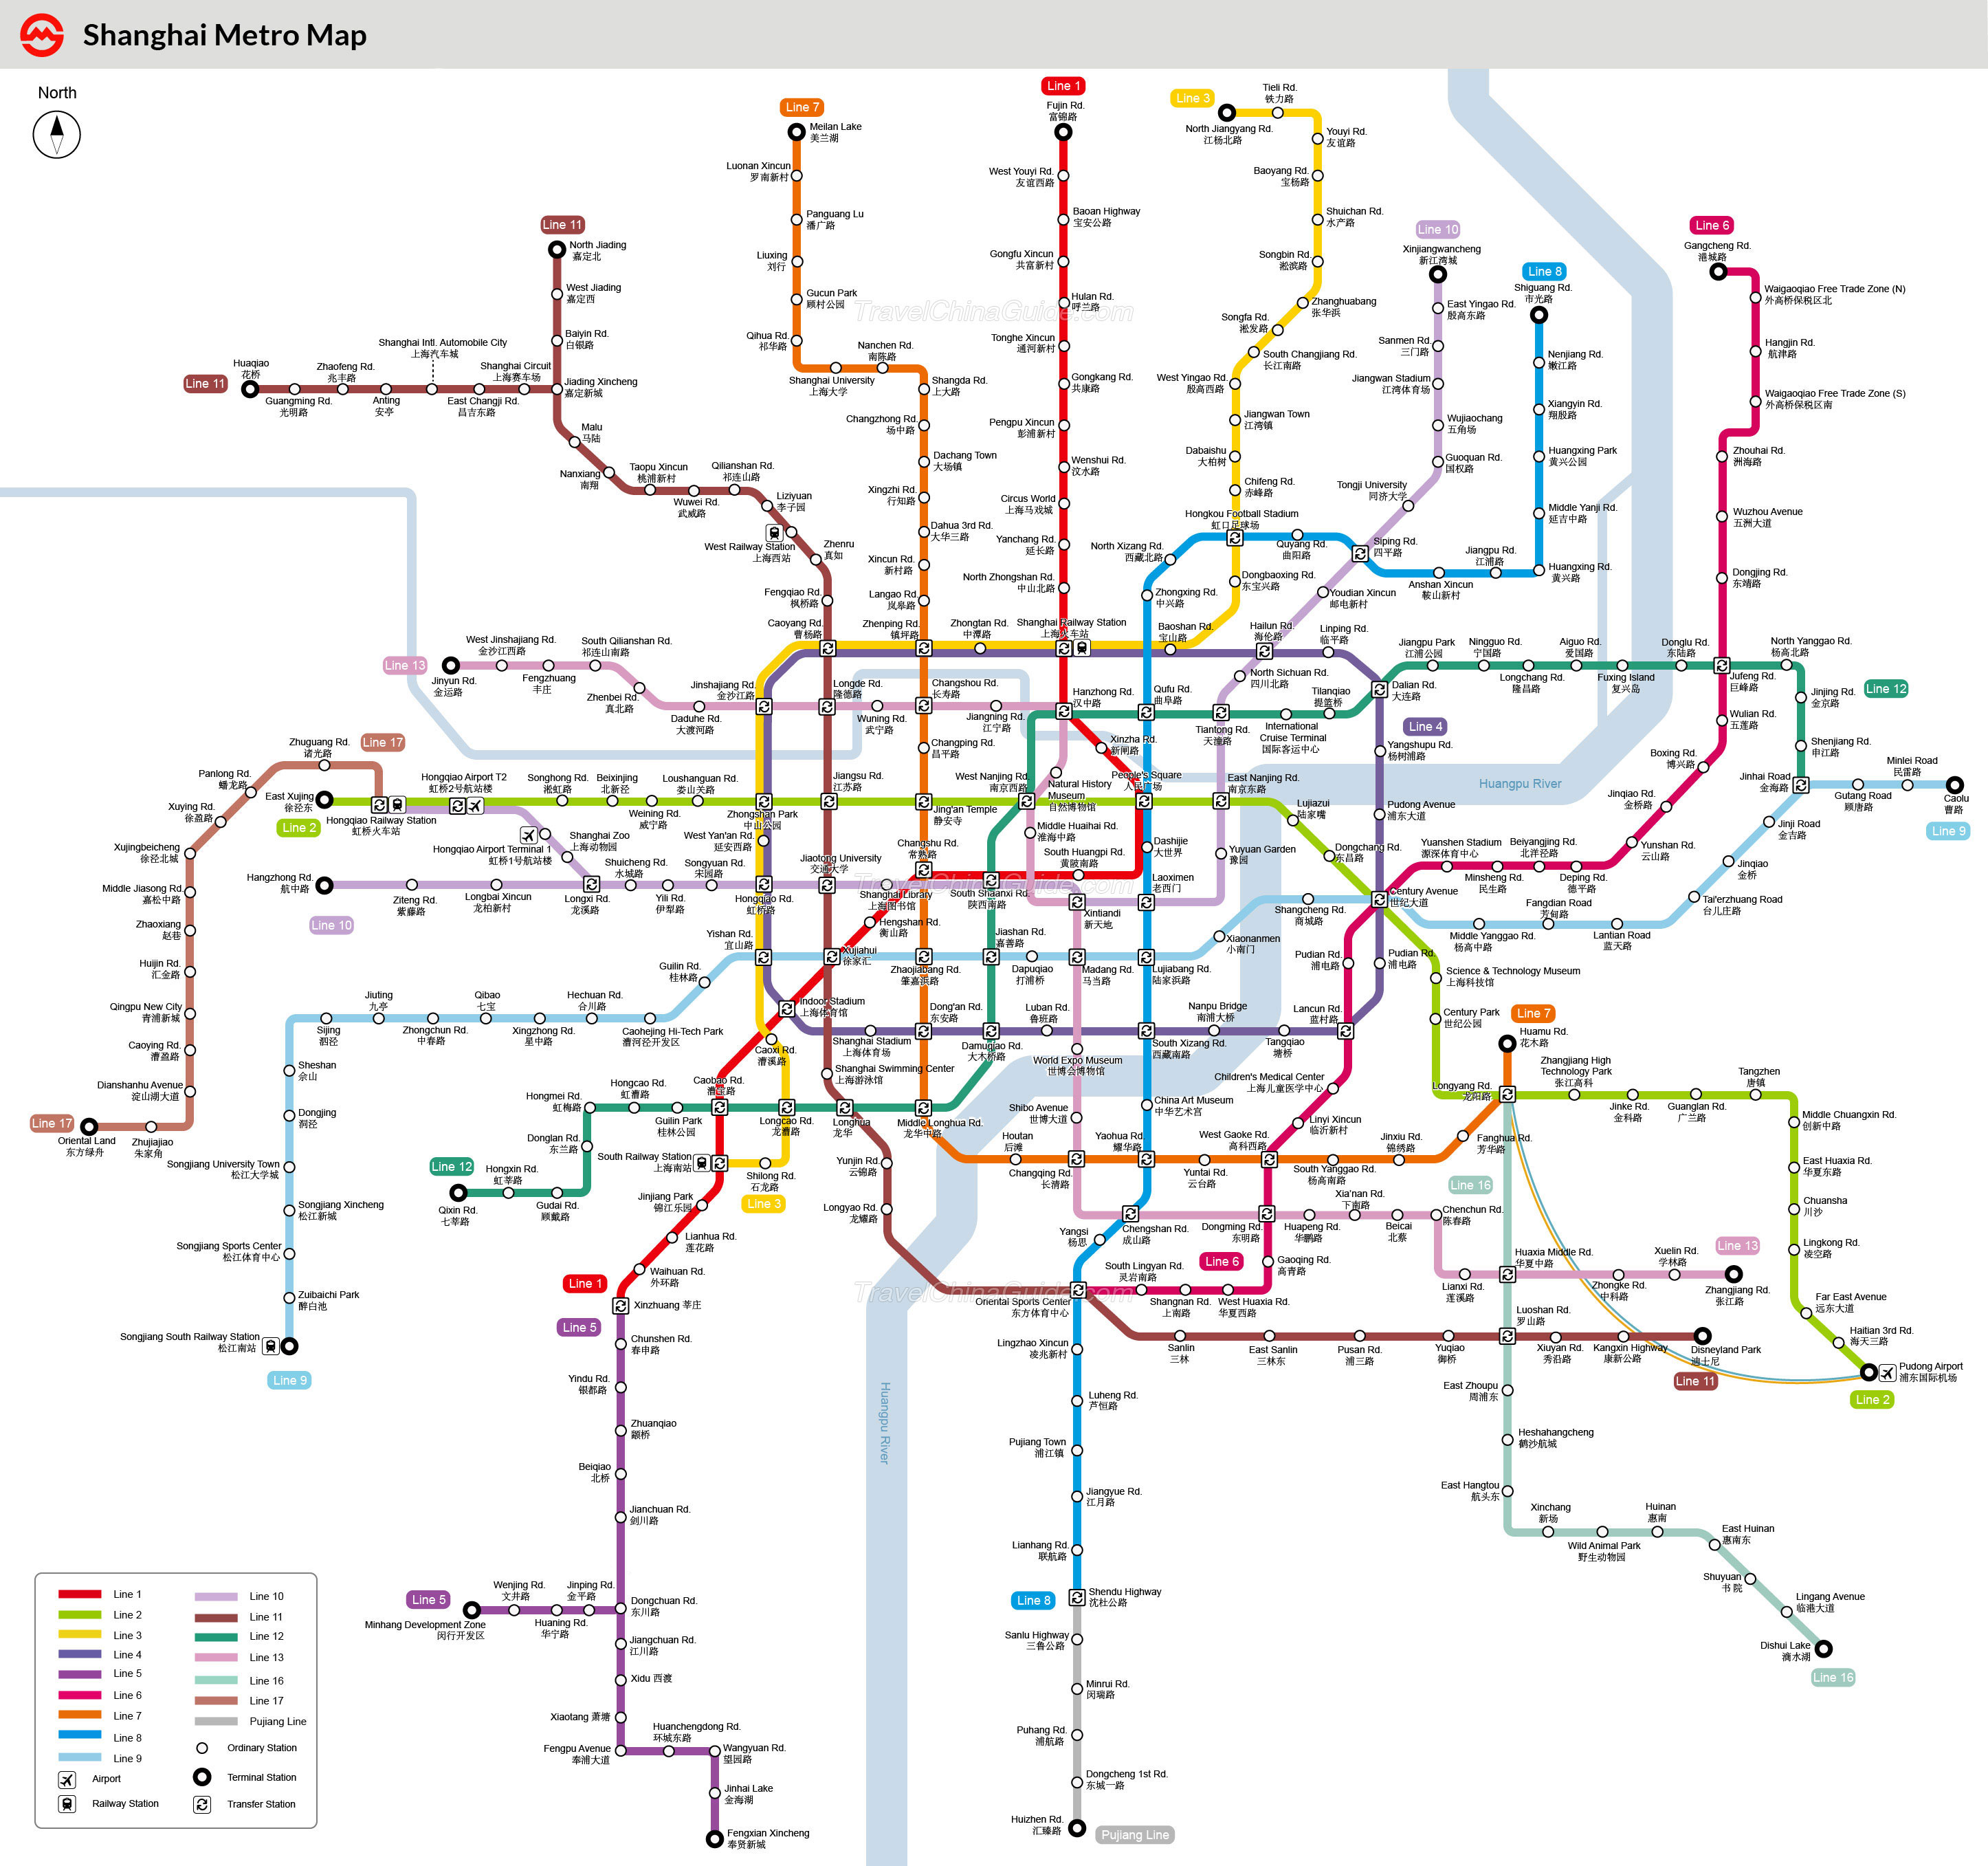 Shanghai Metro Map
North
Line 1
Fujin Rd.
富锦路
West Youyi Rd.
友谊西路
Baoan Highway
宝安公路
Gongfu Xincun
共富新村
Hulan Rd.
呼兰路
Tonghe Xincun
通河新村
Gongkang Rd.
共康路
Pengpu Xincun
彭浦新村
Wenshui Rd.
汶水路
Circus World
上海马戏城
Yanchang Rd.
延长路
North Zhongshan Rd.
中山北路
Shanghai Railway Station
上海火车站
Hanzhong Rd.
汉中路
Xinzha Rd.
新闸路
People's Square
人民广场
South Huangpi Rd.
黄陂南路
South Shaanxi Rd.
陕西南路
Changshu Rd.
常熟路
Hengshan Rd.
衡山路
Xujiahui
徐家汇
Indoor Stadium
上海体育馆
Caobao Rd.
漕宝路
South Railway Station
上海南站
Jinjiang Park
锦江乐园
Lianhua Rd.
莲花路
Waihuan Rd.
外环路
Line 1
Xinzhuang 莘庄
Line 5
Chunshen Rd.
春申路
Yindu Rd.
银都路
Zhuanqiao
颛桥
Beiqiao
北桥
Jianchuan Rd.
剑川路
Dongchuan Rd.
东川路
Jinping Rd.
金平路
Huaning Rd.
华宁路
Wenjing Rd.
文井路
Line 5
Minhang Development Zone
闵行开发区
Jiangchuan Rd.
江川路
Xidu 西渡
Xiaotang 萧塘
Fengpu Avenue
奉浦大道
Huanchengdong Rd.
环城东路
Wangyuan Rd.
望园路
Jinhai Lake
金海湖
Fengxian Xincheng
奉贤新城
Line 7
Meilan Lake
美兰湖
Luonan Xincun
罗南新村
Panguang Lu
潘广路
Liuxing
刘行
Gucun Park
顾村公园
Qihua Rd.
祁华路
Shanghai University
上海大学
Nanchen Rd.
南陈路
Shangda Rd.
上大路
Changzhong Rd.
场中路
Dachang Town
大场镇
Xingzhi Rd.
行知路
Dahua 3rd Rd.
大华三路
Xincun Rd.
新村路
Langao Rd.
岚皋路
Zhenping Rd.
镇坪路
Changshou Rd.
长寿路
Changping Rd.
昌平路
Jing'an Temple
静安寺
Zhaojiabang Rd.
肇嘉浜路
Dong'an Rd.
东安路
Middle Longhua Rd.
龙华中路
Houtan
后滩
Changqing Rd.
长清路
Yaohua Rd.
耀华路
Yuntai Rd.
云台路
West Gaoke Rd.
高科西路
South Yanggao Rd.
杨高南路
Jinxiu Rd.
锦绣路
Fanghua Rd.
芳华路
Longyang Rd.
龙阳路
Huamu Rd.
花木路
Line 7
Line 3
North Jiangyang Rd.
江杨北路
Tieli Rd.
铁力路
Youyi Rd.
友谊路
Baoyang Rd.
宝杨路
Shuichan Rd.
水产路
Songbin Rd.
淞滨路
Zhanghuabang
张华浜
Songfa Rd.
淞发路
South Changjiang Rd.
长江南路
West Yingao Rd.
殷高西路
Jiangwan Town
江湾镇
Dabaishu
大柏树
Chifeng Rd.
赤峰路
Hongkou Football Stadium
虹口足球场
Dongbaoxing Rd.
东宝兴路
Baoshan Rd.
宝山路
Zhongtan Rd.
中潭路
Caoyang Rd.
曹杨路
Jinshajiang Rd.
金沙江路
Zhongshan Park
中山公园
West Yan'an Rd.
延安西路
Hongqiao Rd.
虹桥路
Yishan Rd.
宜山路
Caoxi Rd.
漕溪路
Longcao Rd.
龙漕路
Shilong Rd.
石龙路
Line 3
Line 10
Xinjiangwancheng
新江湾城
East Yingao Rd.
殷高东路
Sanmen Rd.
三门路
Jiangwan Stadium
江湾体育场
Wujiaochang
五角场
Guoquan Rd.
国权路
Tongji University
同济大学
Siping Rd.
四平路
Youdian Xincun
邮电新村
Hailun Rd.
海伦路
North Sichuan Rd.
四川北路
Tiantong Rd.
天潼路
East Nanjing Rd.
南京东路
Yuyuan Garden
豫园
Laoximen
老西门
Xintiandi
新天地
Shanghai Library
上海图书馆
Jiaotong University
交通大学
Songyuan Rd.
宋园路
Yili Rd.
伊犁路
Shuicheng Rd.
水城路
Longxi Rd.
龙溪路
Shanghai Zoo
上海动物园
Hongqiao Airport Terminal 1
虹桥1号航站楼
Longbai Xincun
龙柏新村
Ziteng Rd.
紫藤路
Hangzhong Rd.
航中路
Line 10
Line 8
Shiguang Rd.
市光路
Nenjiang Rd.
嫩江路
Xiangyin Rd.
翔殷路
Huangxing Park
黄兴公园
Middle Yanji Rd.
延吉中路
Huangxing Rd.
黄兴路
Jiangpu Rd.
江浦路
Anshan Xincun
鞍山新村
Quyang Rd.
曲阳路
North Xizang Rd.
西藏北路
Zhongxing Rd.
中兴路
Qufu Rd.
曲阜路
Dashijie
大世界
Lujiabang Rd.
陆家浜路
South Xizang Rd.
西藏南路
China Art Museum
中华艺术宫
Chengshan Rd.
成山路
Yangsi
杨思
Oriental Sports Center
东方体育中心
Lingzhao Xincun
凌兆新村
Luheng Rd.
芦恒路
Pujiang Town
浦江镇
Jiangyue Rd.
江月路
Lianhang Rd.
联航路
Line 8
Shendu Highway
沈杜公路
Sanlu Highway
三鲁公路
Minrui Rd.
闵瑞路
Puhang Rd.
浦航路
Dongcheng 1st Rd.
东城一路
Huizhen Rd.
汇臻路
Pujiang Line
Line 6
Gangcheng Rd.
港城路
Waigaoqiao Free Trade Zone (N)
外高桥保税区北
Hangjin Rd.
航津路
Waigaoqiao Free Trade Zone (S)
外高桥保税区南
Zhouhai Rd.
洲海路
Wuzhou Avenue
五洲大道
Dongjing Rd.
东靖路
Jufeng Rd.
巨峰路
Wulian Rd.
五莲路
Boxing Rd.
博兴路
Jinqiao Rd.
金桥路
Yunshan Rd.
云山路
Deping Rd.
德平路
Beiyangjing Rd.
北洋泾路
Minsheng Rd.
民生路
Yuanshen Stadium
源深体育中心
Century Avenue
世纪大道
Pudian Rd.
浦电路
Lancun Rd.
蓝村路
Children's Medical Center
上海儿童医学中心
Linyi Xincun
临沂新村
Dongming Rd.
东明路
Gaoqing Rd.
高青路
Line 6
West Huaxia Rd.
华夏西路
Shangnan Rd.
上南路
South Lingyan Rd.
灵岩南路
Line 11
North Jiading
嘉定北
West Jiading
嘉定西
Baiyin Rd.
白银路
Jiading Xincheng
嘉定新城
Line 11
Huaqiao
花桥
Guangming Rd.
光明路
Zhaofeng Rd.
兆丰路
Anting
安亭
Shanghai Intl. Automobile City
上海汽车城
East Changji Rd.
昌吉东路
Shanghai Circuit
上海赛车场
Malu
马陆
Nanxiang
南翔
Taopu Xincun
桃浦新村
Wuwei Rd.
武威路
Qilianshan Rd.
祁连山路
Liziyuan
李子园
West Railway Station
上海西站
Zhenru
真如
Fengqiao Rd.
枫桥路
Longde Rd.
隆德路
Jiangsu Rd.
江苏路
Shanghai Swimming Center
上海游泳馆
Longhua
龙华
Yunjin Rd.
云锦路
Longyao Rd.
龙耀路
Sanlin
三林
East Sanlin
三林东
Pusan Rd.
浦三路
Yuqiao
御桥
Luoshan Rd.
罗山路
Xiuyan Rd.
秀沿路
Kangxin Highway
康新公路
Disneyland Park
迪士尼
Line 11
Line 13
Jinyun Rd.
金运路
West Jinshajiang Rd.
金沙江西路
Fengzhuang
丰庄
South Qilianshan Rd.
祁连山南路
Zhenbei Rd.
真北路
Daduhe Rd.
大渡河路
Wuning Rd.
武宁路
Jiangning Rd.
江宁路
Natural History
Museum
自然博物馆
West Nanjing Rd.
南京西路
Middle Huaihai Rd.
淮海中路
Madang Rd.
马当路
World Expo Museum
世博会博物馆
Shibo Avenue
世博大道
Huapeng Rd.
华鹏路
Xia'nan Rd.
下南路
Beicai
北蔡
Chenchun Rd.
陈春路
Lianxi Rd.
莲溪路
Huaxia Middle Rd.
华夏中路
Zhongke Rd.
中科路
Xuelin Rd.
学林路
Zhangjiang Rd.
张江路
Line 13
Line 4
Linping Rd.
临平路
Dalian Rd.
大连路
Yangshupu Rd.
杨树浦路
Pudong Avenue
浦东大道
Pudian Rd.
浦电路
Tangqiao
塘桥
Nanpu Bridge
南浦大桥
Luban Rd.
鲁班路
Damuqiao Rd.
大木桥路
Shanghai Stadium
上海体育场
Line 12
Jinhai Road
金海路
Shenjiang Rd.
申江路
Jinjing Rd.
金京路
North Yanggao Rd.
杨高北路
Donglu Rd.
东陆路
Fuxing Island
复兴岛
Aiguo Rd.
爱国路
Longchang Rd.
隆昌路
Ningguo Rd.
宁国路
Jiangpu Park
江浦公园
Tilanqiao
提篮桥
International
Cruise Terminal
国际客运中心
Jiashan Rd.
嘉善路
Guilin Park
桂林公园
Hongcao Rd.
虹漕路
Hongmei Rd.
虹梅路
Donglan Rd.
东兰路
Gudai Rd.
顾戴路
Hongxin Rd.
虹莘路
Qixin Rd.
七莘路
Line 12
Line 17
Zhuguang Rd.
诸光路
Panlong Rd.
蟠龙路
Xuying Rd.
徐盈路
Xujingbeicheng
徐泾北城
Middle Jiasong Rd.
嘉松中路
Zhaoxiang
赵巷
Huijin Rd.
汇金路
Qingpu New City
青浦新城
Caoying Rd.
漕盈路
Dianshanhu Avenue
淀山湖大道
Zhujiajiao
朱家角
Oriental Land
东方绿舟
Line 17
East Xujing
徐泾东
Line 2
Hongqiao Railway Station
虹桥火车站
Hongqiao Airport T2
虹桥2号航站楼
Songhong Rd.
淞虹路
Beixinjing
北新泾
Weining Rd.
威宁路
Loushanguan Rd.
娄山关路
Lujiazui
陆家嘴
Dongchang Rd.
东昌路
Science & Technology Museum
上海科技馆
Century Park
世纪公园
Zhangjiang High
Technology Park
张江高科
Jinke Rd.
金科路
Guanglan Rd.
广兰路
Tangzhen
唐镇
Middle Chuangxin Rd.
创新中路
East Huaxia Rd.
华夏东路
Chuansha
川沙
Lingkong Rd.
凌空路
Far East Avenue
远东大道
Haitian 3rd Rd.
海天三路
Pudong Airport
浦东国际机场
Line 2
Line 9
Caolu
曹路
Minlei Road
民雷路
Gutang Road
顾唐路
Jinji Road
金吉路
Jinqiao
金桥
Tai'erzhuang Road
台儿庄路
Lantian Road
蓝天路
Fangdian Road
芳甸路
Middle Yanggao Rd.
杨高中路
Shangcheng Rd.
商城路
Xiaonanmen
小南门
Dapuqiao
打浦桥
Guilin Rd.
桂林路
Caohejing Hi-Tech Park
漕河泾开发区
Hechuan Rd.
合川路
Xingzhong Rd.
星中路
Qibao
七宝
Zhongchun Rd.
中春路
Jiuting
九亭
Sijing
泗泾
Sheshan
佘山
Dongjing
洞泾
Songjiang University Town
松江大学城
Songjiang Xincheng
松江新城
Songjiang Sports Center
松江体育中心
Zuibaichi Park
醉白池
Songjiang South Railway Station
松江南站
Line 9
Line 16
East Zhoupu
周浦东
Heshahangcheng
鹤沙航城
East Hangtou
航头东
Xinchang
新场
Wild Animal Park
野生动物园
Huinan
惠南
East Huinan
惠南东
Shuyuan
书院
Lingang Avenue
临港大道
Dishui Lake
滴水湖
Line 16
Huangpu River
Huangpu River
TravelChinaGuide.com
TravelChinaGuide.com
TravelChinaGuide.com
Line 1
Line 2
Line 3
Line 4
Line 5
Line 6
Line 7
Line 8
Line 9
Airport
Railway Station
Line 10
Line 11
Line 12
Line 13
Line 16
Line 17
Pujiang Line
Ordinary Station
Terminal Station
Transfer Station